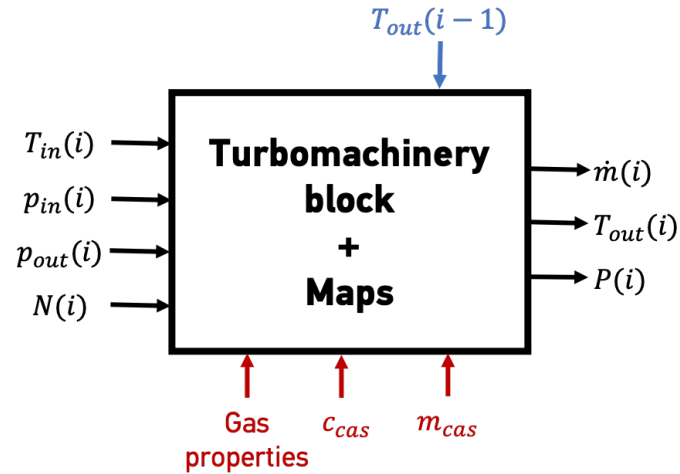 T_out(i − 1)
T_in(i)
p_in(i)
p_out(i)
N(i)
Turbomachinery
block
+
Maps
ṁ(i)
T_out(i)
P(i)
Gas
properties
c_cas
m_cas